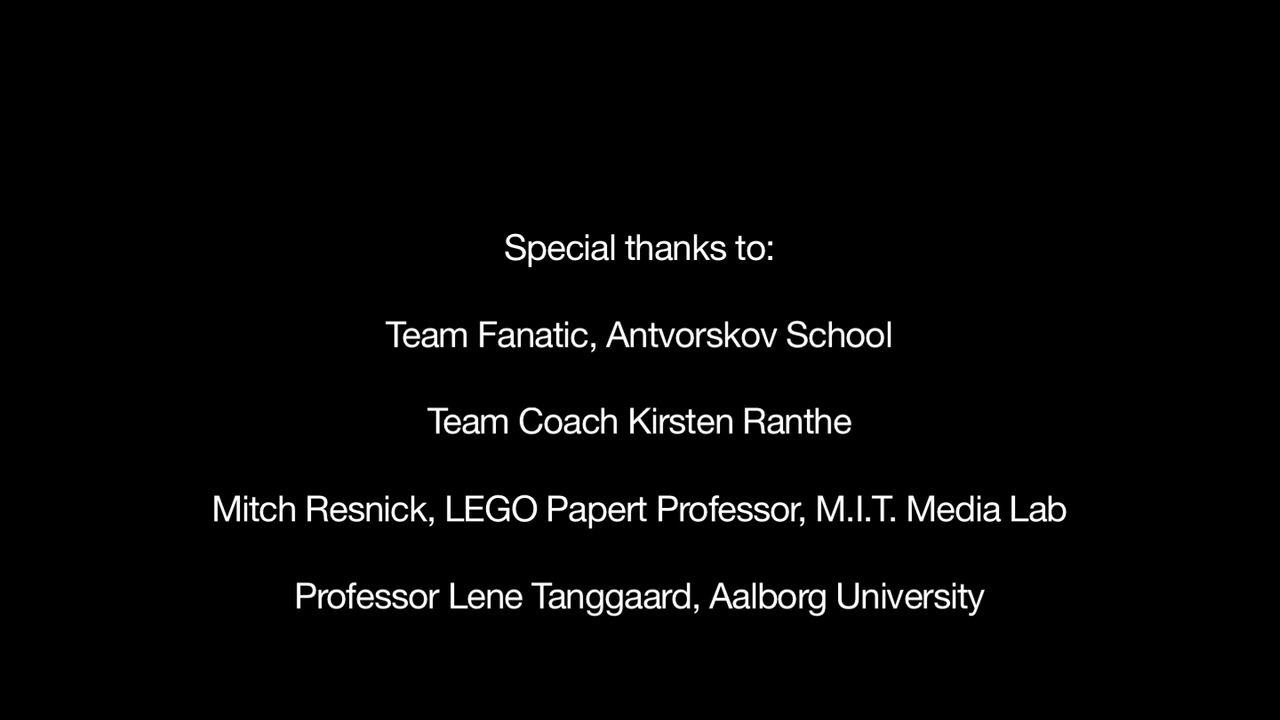 Special thanks to:
Team Fanatic, Antvorskov School
Team Coach Kirsten Ranthe
Mitch Resnick, LEGO Papert Professor, M.I.T. Media Lab
Professor Lene Tanggaard, Aalborg University